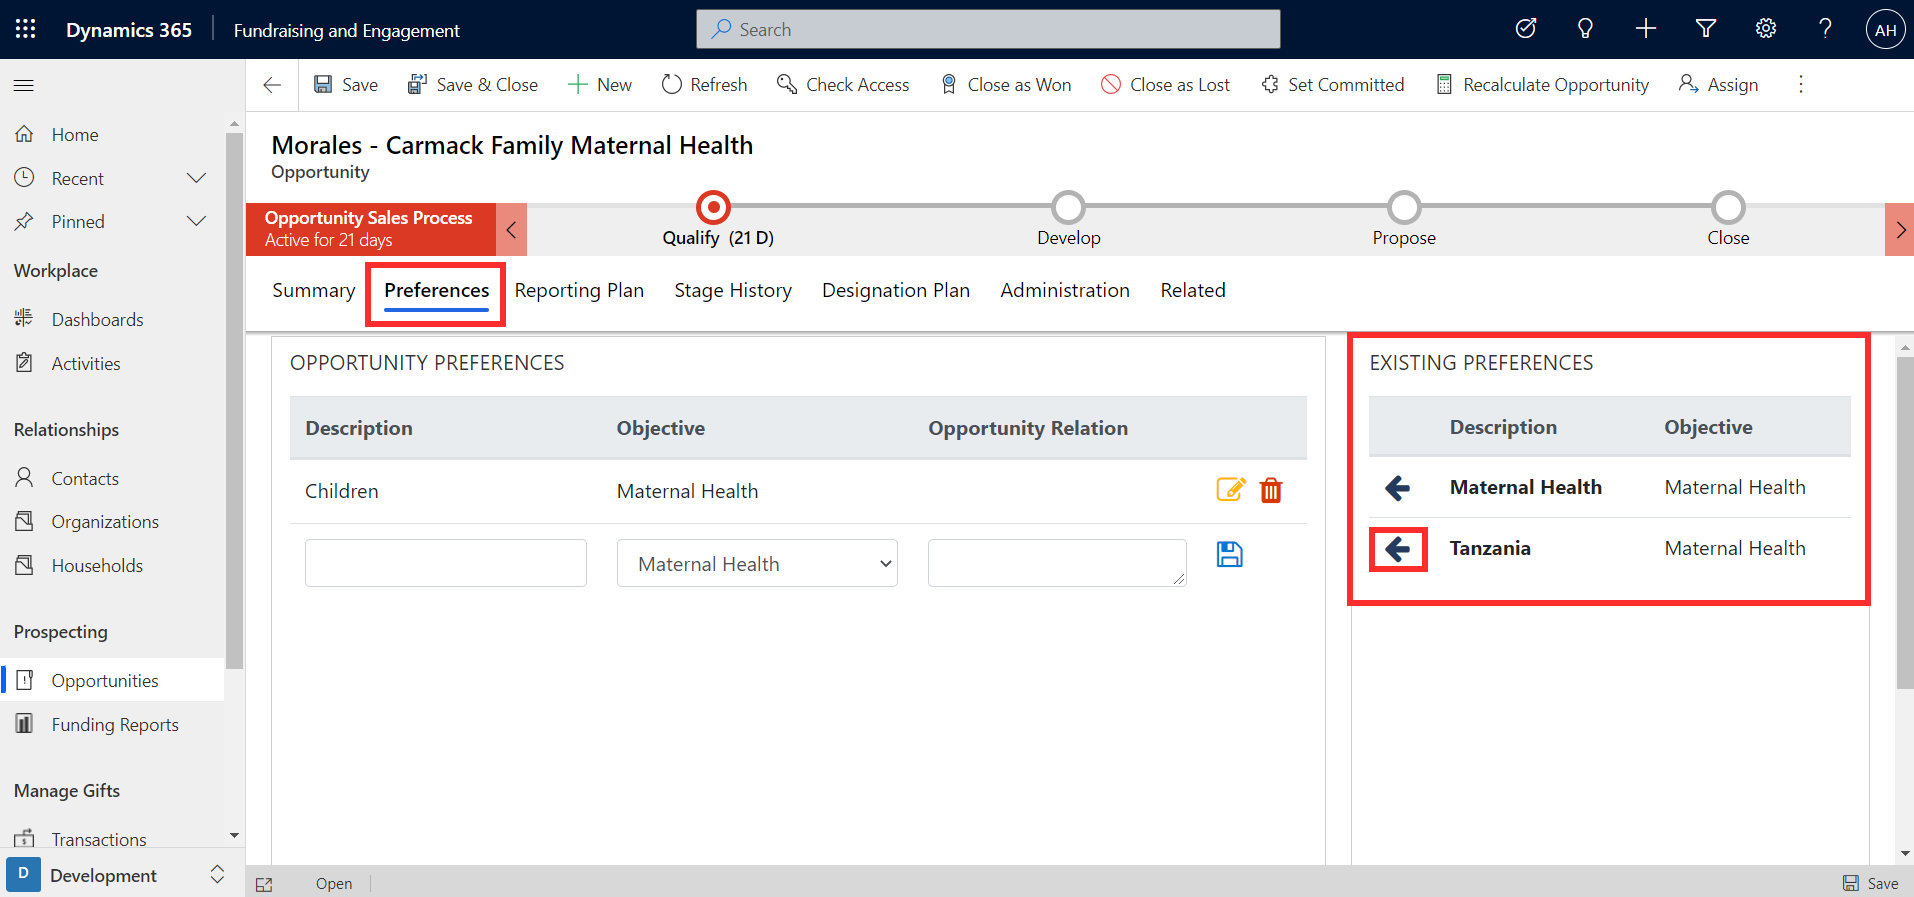 Dynamics 365 Fundraising and Engagement Search AH
Save Save & Close New Refresh Check Access Close as Won Close as Lost Set Committed Recalculate Opportunity Assign
Home
Recent
Pinned
Workplace
Dashboards
Activities
Relationships
Contacts
Organizations
Households
Prospecting
Opportunities
Funding Reports
Manage Gifts
Transactions
D Development
Morales - Carmack Family Maternal Health
Opportunity
Opportunity Sales Process
Active for 21 days
Qualify (21 D) Develop Propose Close
Summary Preferences Reporting Plan Stage History Designation Plan Administration Related
OPPORTUNITY PREFERENCES
Description Objective Opportunity Relation
Children Maternal Health
Maternal Health
EXISTING PREFERENCES
Description Objective
Maternal Health Maternal Health
Tanzania Maternal Health
Open Save